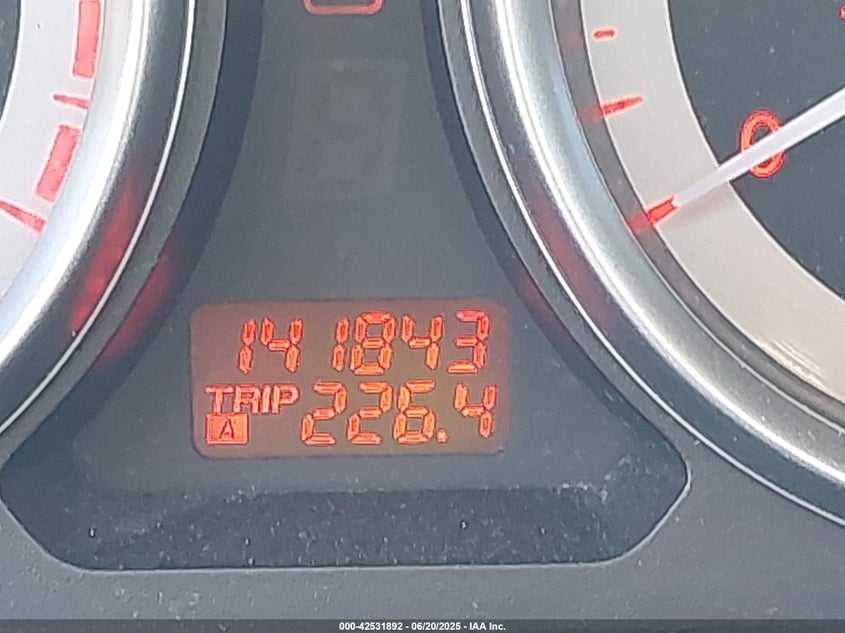 0
141843
TRIP 226.4
A
000-42531892 - 06/20/2025 - IAA Inc.